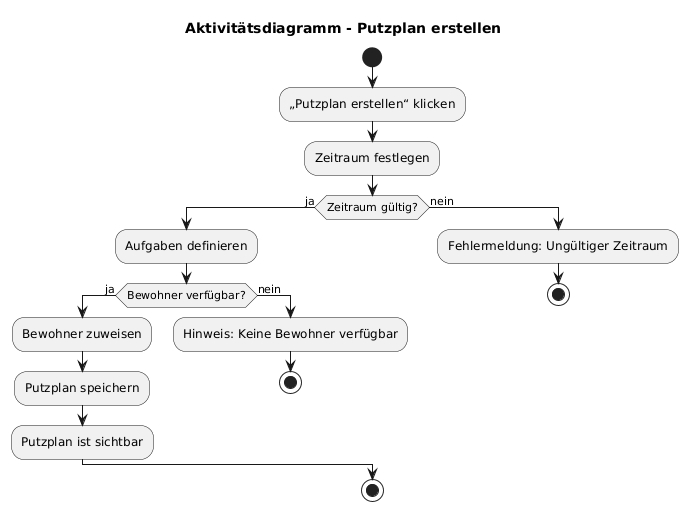 Aktivitätsdiagramm - Putzplan erstellen
„Putzplan erstellen“ klicken
Zeitraum festlegen
ja
Zeitraum gültig?
nein
Aufgaben definieren
Fehlermeldung: Ungültiger Zeitraum
ja
Bewohner verfügbar?
nein
Bewohner zuweisen
Hinweis: Keine Bewohner verfügbar
Putzplan speichern
Putzplan ist sichtbar